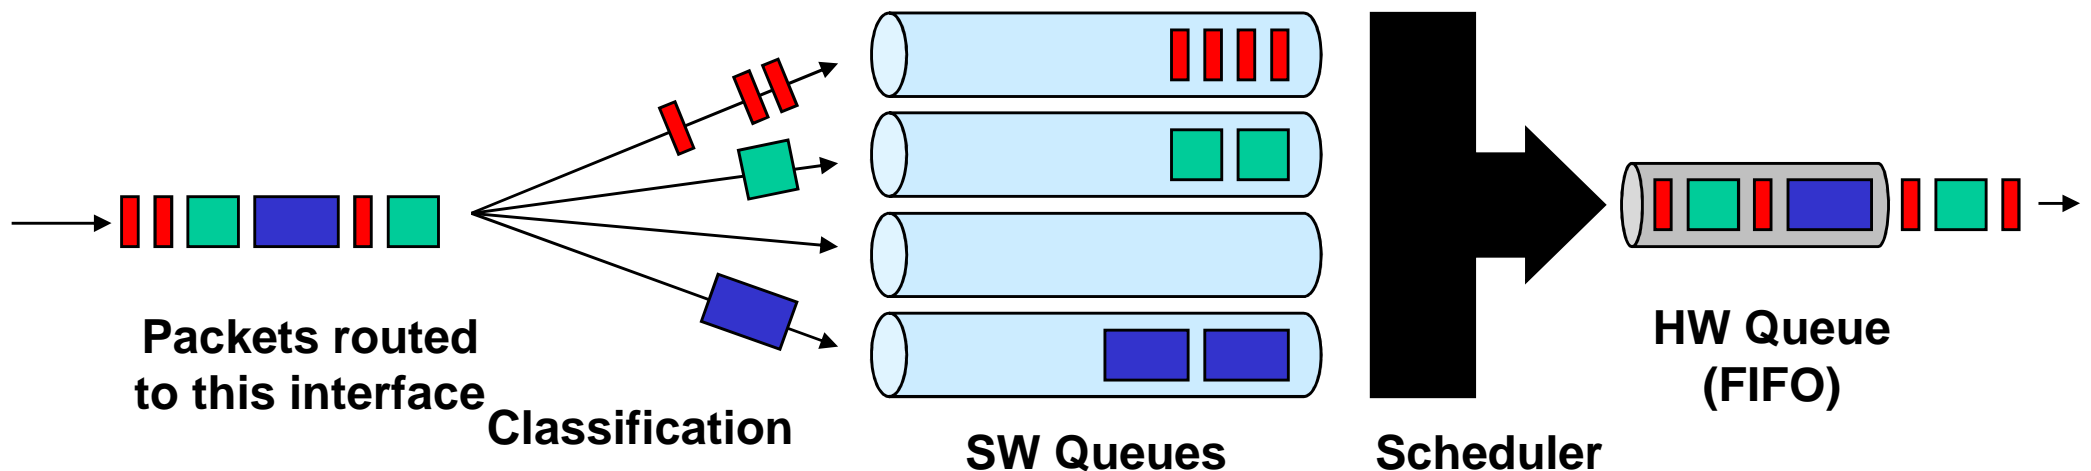 Packets routed
to this interface
Classification
SW Queues
Scheduler
HW Queue
(FIFO)